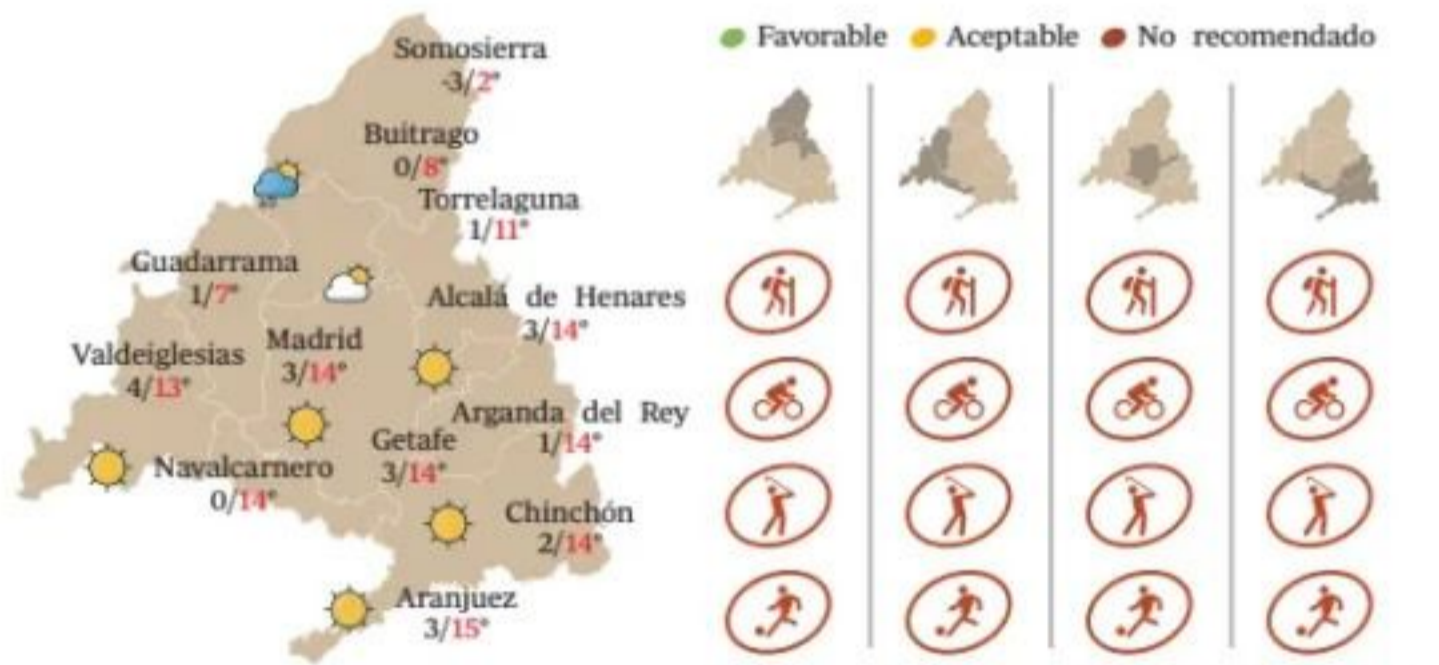 Somosierra
-3/2°
Buitrago
0/8°
Torrelaguna
1/11°
Guadarrama
1/7°
Alcalá de Henares
3/14°
Madrid
3/14°
Valdeiglesias
4/13°
Arganda del Rey
1/14°
Getafe
3/14°
Navalcarnero
0/14°
Chinchón
2/14°
Aranjuez
3/15°
Favorable Aceptable No recomendado